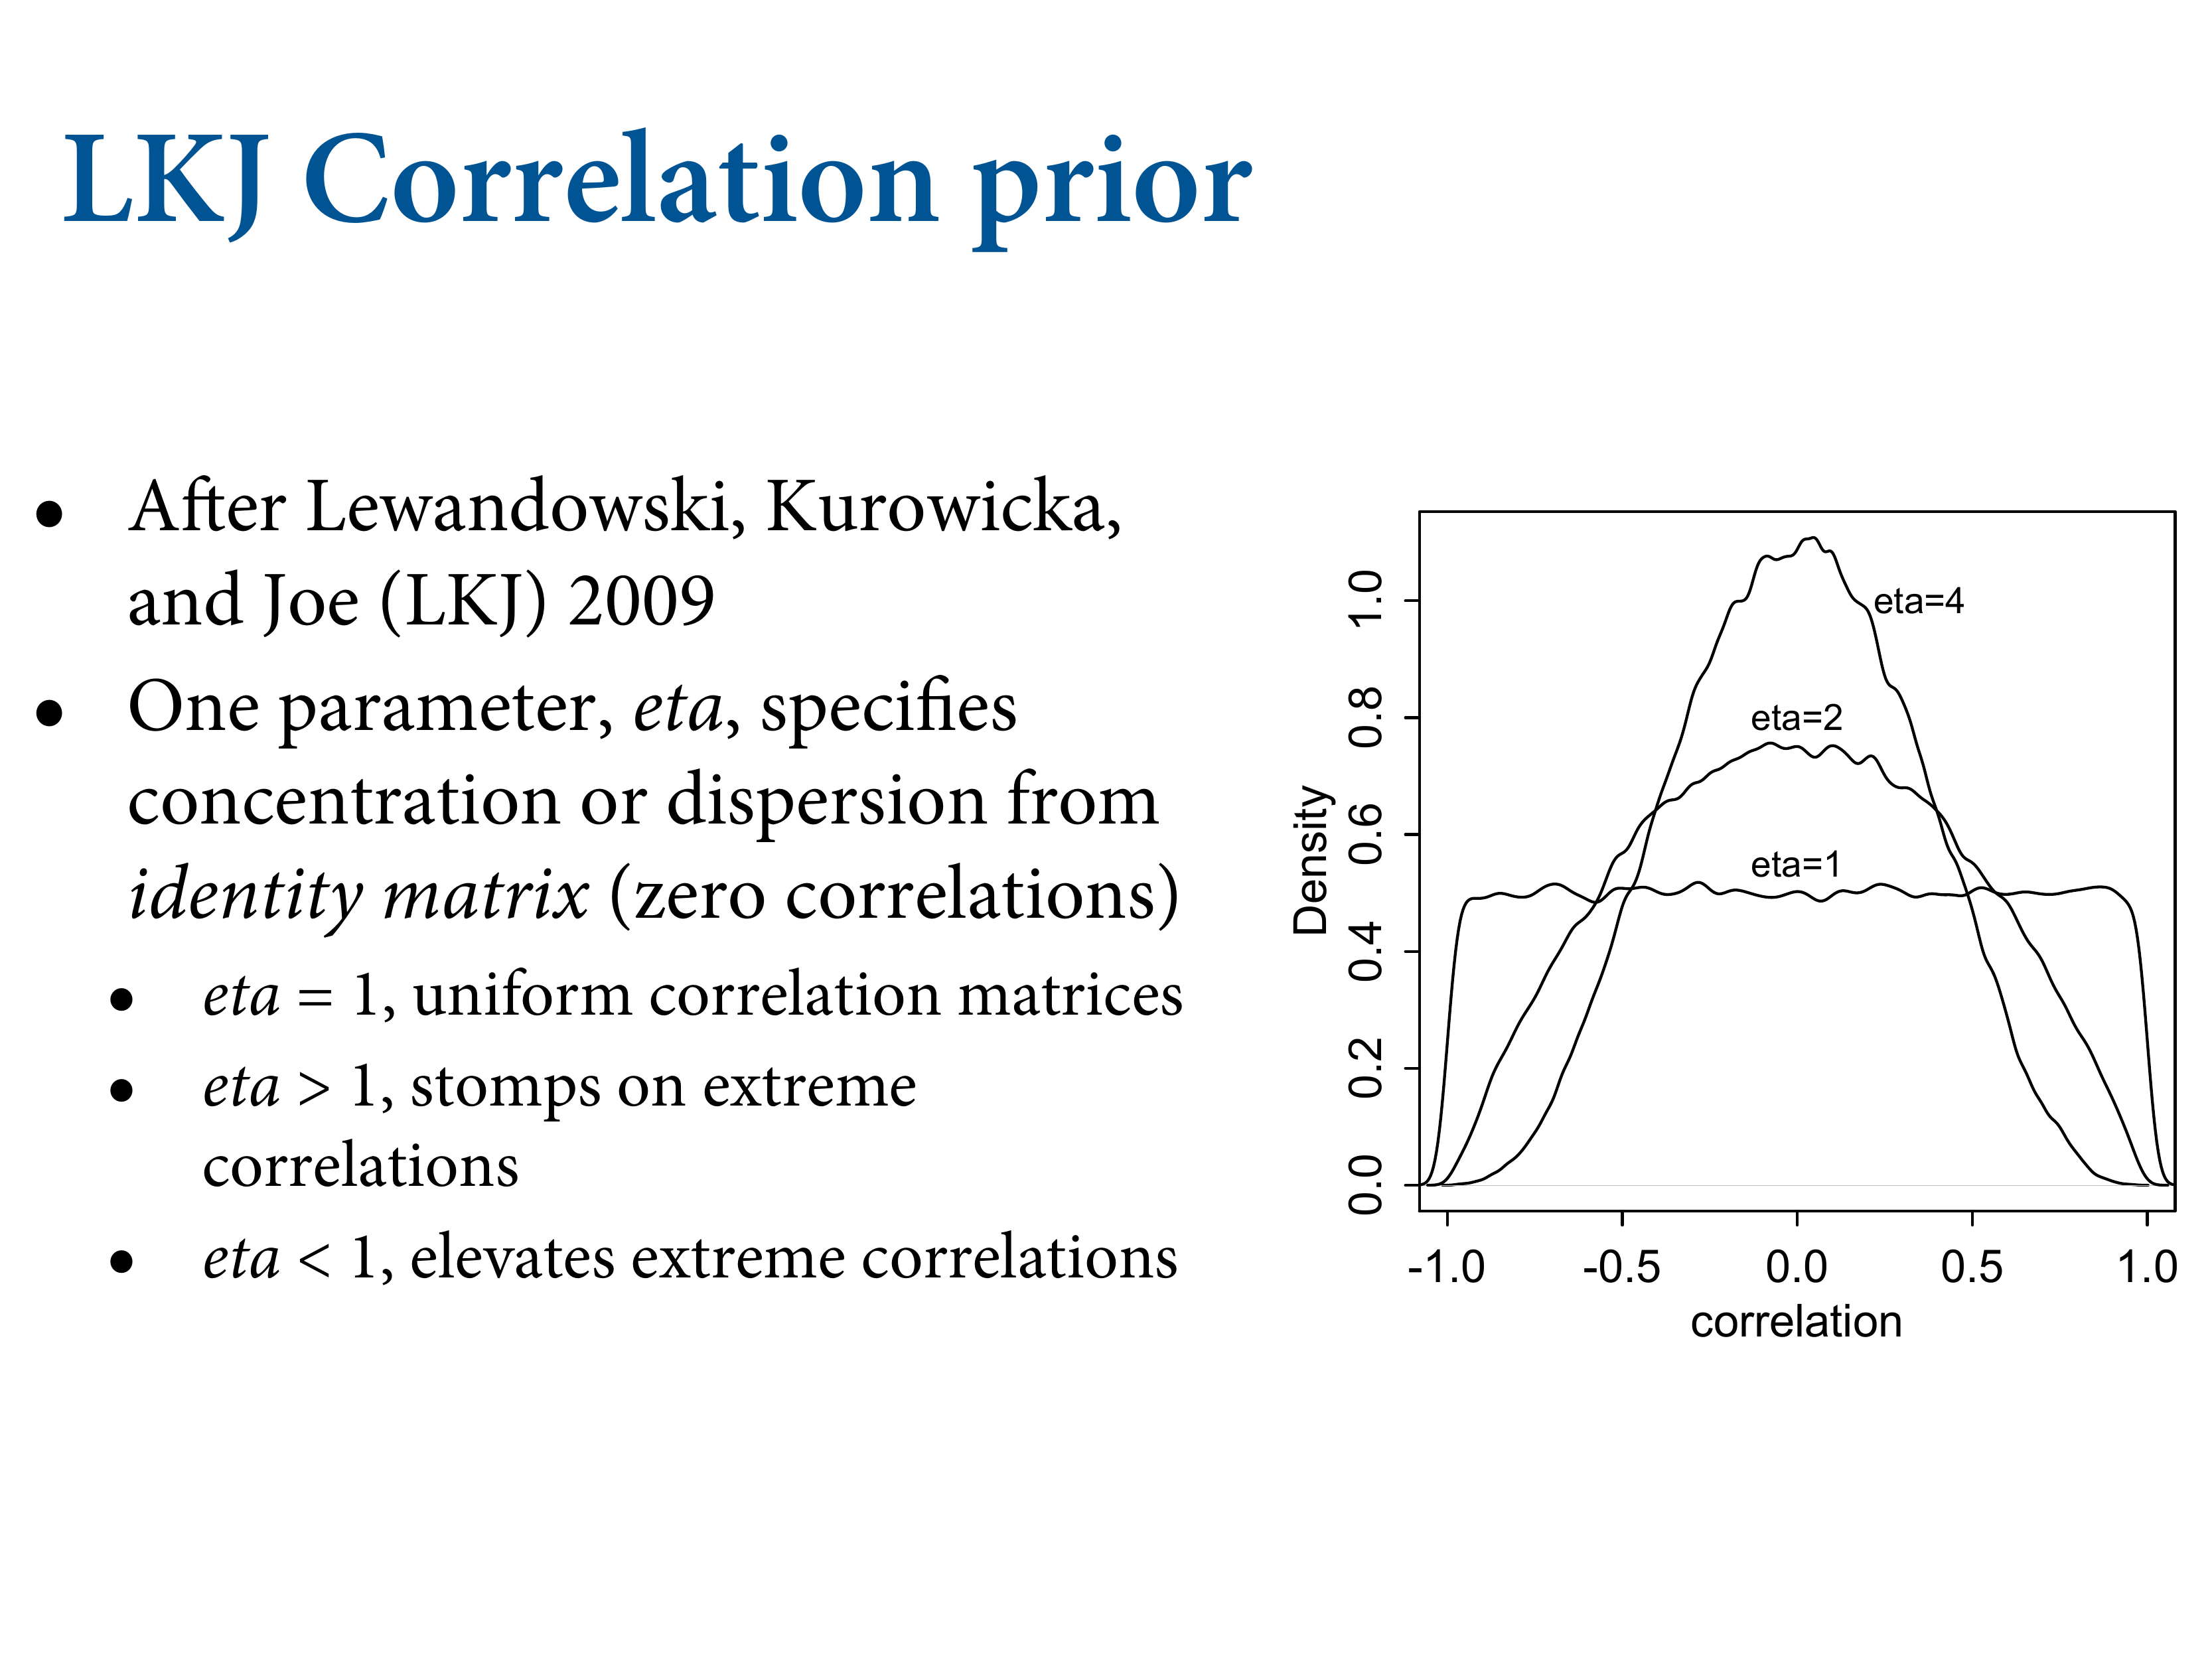 LKJ Correlation prior
• After Lewandowski, Kurowicka,
and Joe (LKJ) 2009
• One parameter, eta, specifies
concentration or dispersion from
identity matrix (zero correlations)
• eta = 1, uniform correlation matrices
• eta > 1, stomps on extreme
correlations
• eta < 1, elevates extreme correlations
eta=4
eta=2
eta=1
Density
1.0
0.8
0.6
0.4
0.2
0.0
-1.0 -0.5 0.0 0.5 1.0
correlation